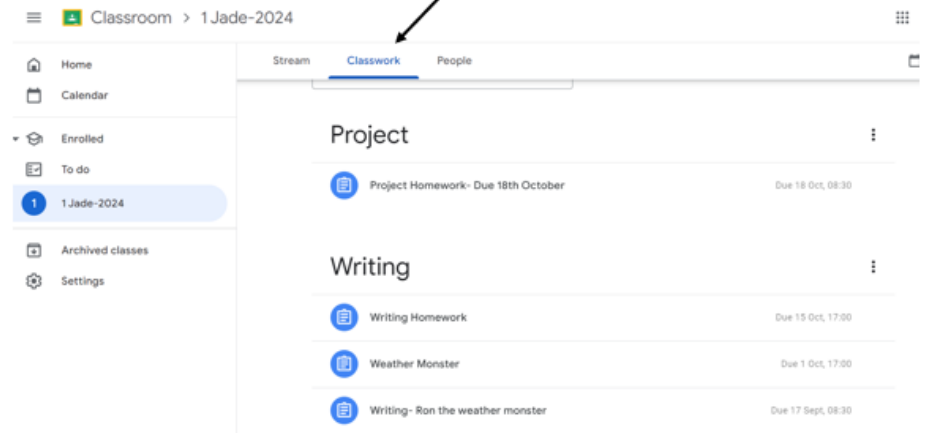 Classroom > 1 Jade-2024
Home
Calendar
Enrolled
To do
1 1 Jade-2024
Archived classes
Settings
Stream Classwork People
Project
Project Homework- Due 18th October Due 18 Oct, 08:30
Writing
Writing Homework Due 15 Oct, 17:00
Weather Monster Due 1 Oct, 17:00
Writing- Ron the weather monster Due 17 Sept, 08:30